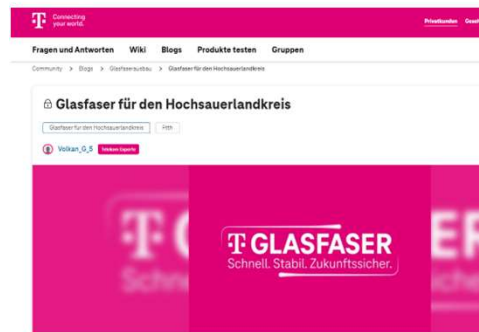 Connecting
your world.
Privatkunden
Fragen und Antworten Wiki Blogs Produkte testen Gruppen
Community > Blogs > Glasfaserausbau > Glasfaser für den Hochsauerlandkreis
Glasfaser für den Hochsauerlandkreis
Glasfaser für den Hochsauerlandkreis Ftth
Volkan_G_S Telekom Experte
T GLASFASER
Schnell. Stabil. Zukunftssicher.